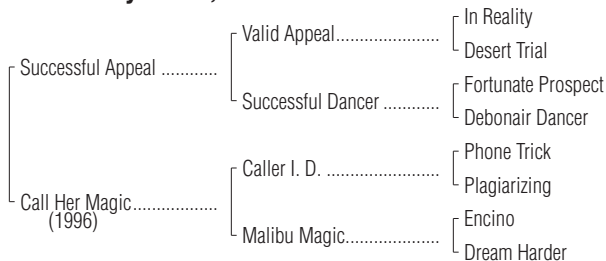 In Reality
Valid Appeal....................
Desert Trial
Successful Appeal ............
Fortunate Prospect
Successful Dancer ............
Debonair Dancer
Phone Trick
Caller I. D. ......................
Plagiarizing
Call Her Magic..................
(1996)
Encino
Malibu Magic...................
Dream Harder